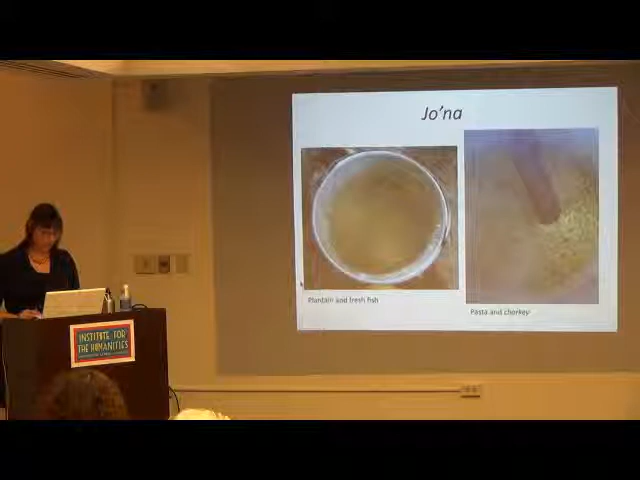 Jo'na
Plantain and fresh fish
Pasta and chorkey
INSTITUTE FOR
THE HUMANITIES